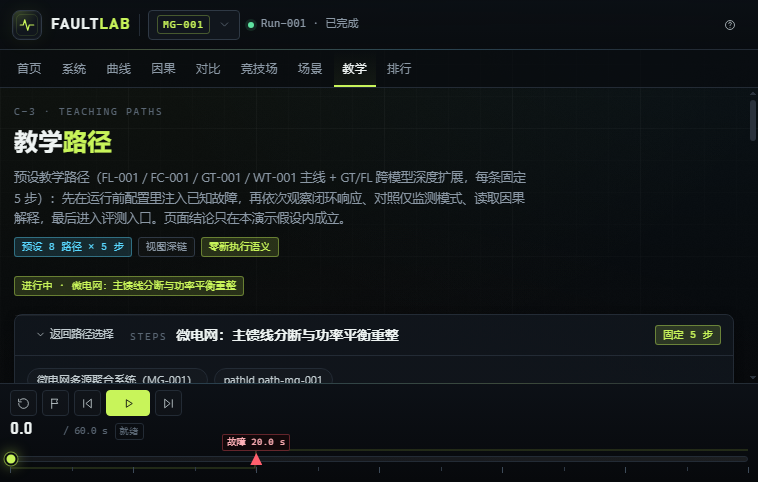 FAULTLAB
MG-001
Run-001 · 已完成
首页 系统 曲线 因果 对比 竞技场 场景 教学 排行
C-3 · TEACHING PATHS
教学路径
预设教学路径（FL-001 / FC-001 / GT-001 / WT-001 主线 + GT/FL 跨模型深度扩展，每条固定
5 步）：先在运行前配置里注入已知故障，再依次观察闭环响应、对照仅监测模式、读取因果
解释，最后进入评测入口。页面结论只在本演示假设内成立。
预设 8 路径 × 5 步 视图深链 零新执行语义
进行中 · 微电网：主馈线分断与功率平衡重整
返回路径选择 STEPS 微电网：主馈线分断与功率平衡重整 固定 5 步
微电网多源聚合系统（MG-001） pathId path-mg-001
0.0 / 60.0 s 就绪
故障 20.0 s